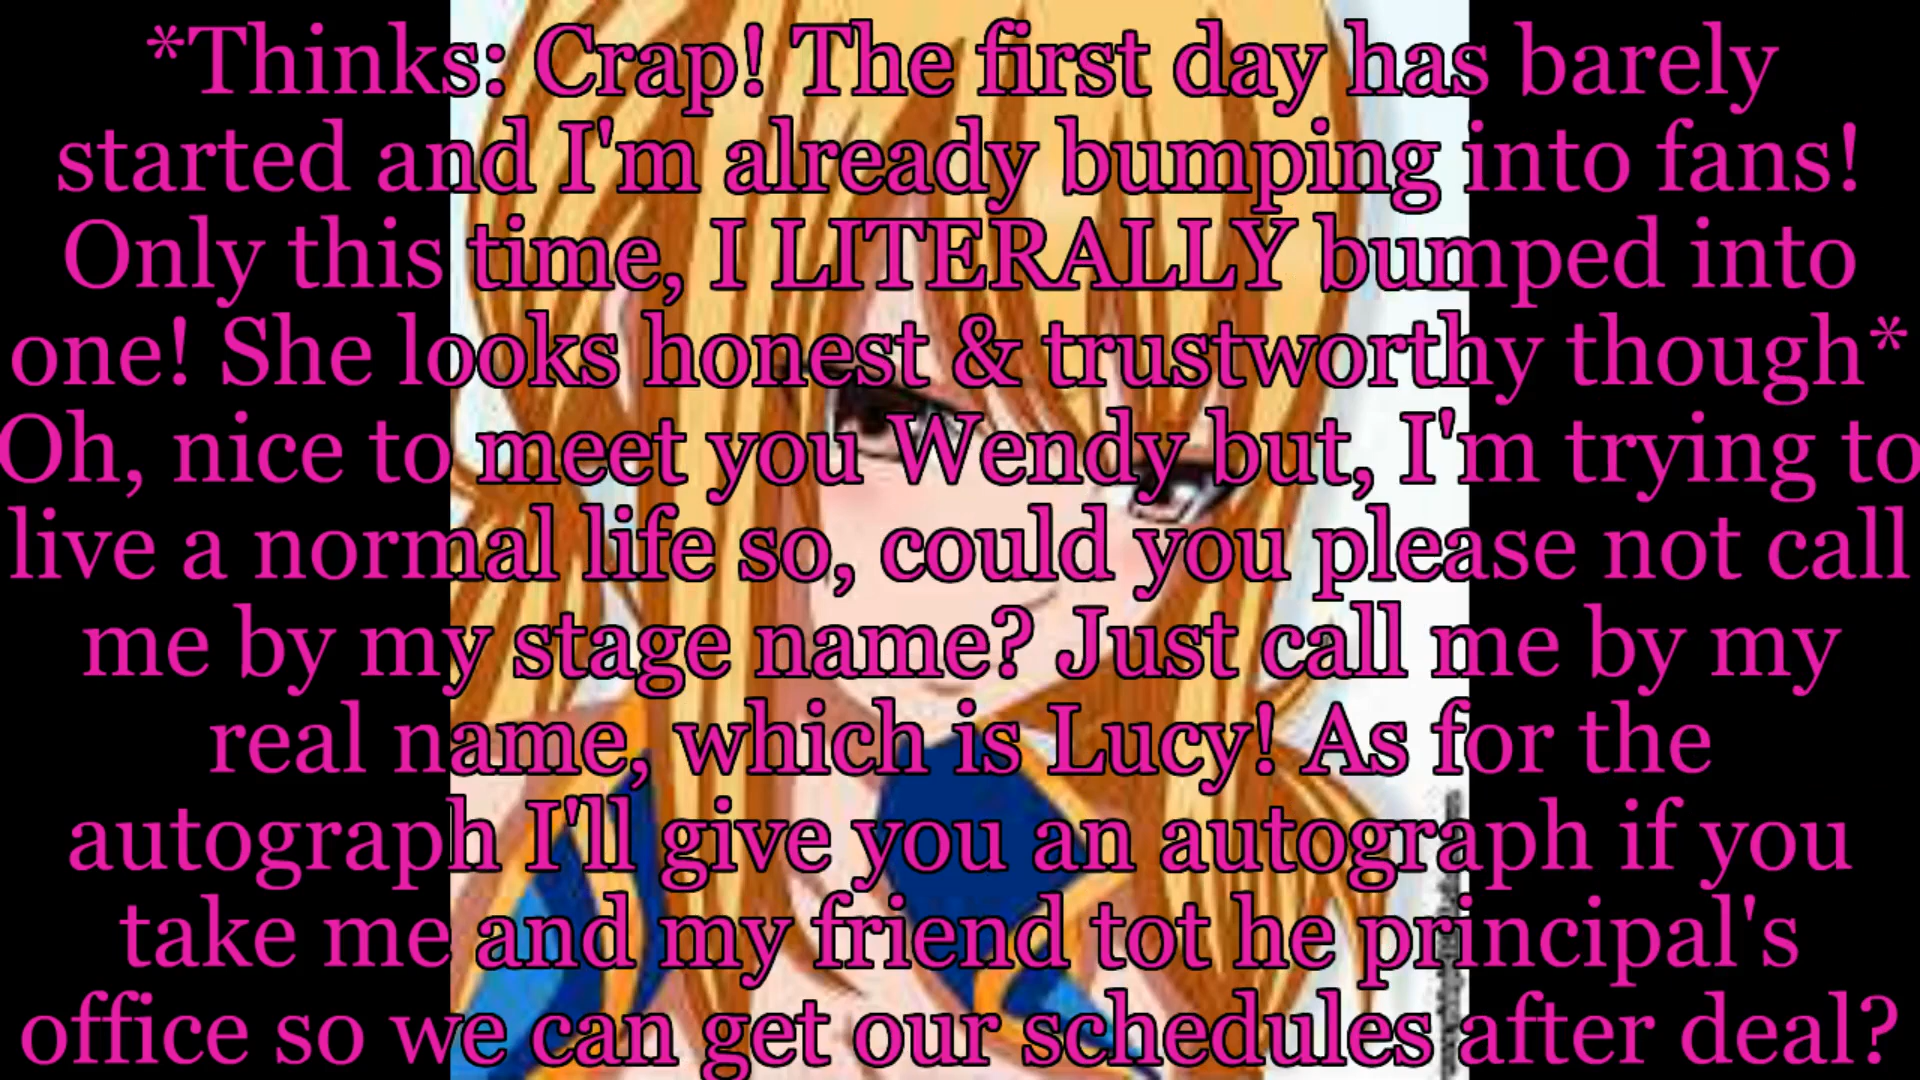 *Thinks: Crap! The first day has barely
started and I'm already bumping into fans!
Only this time, I LITERALLY bumped into
one! She looks honest & trustworthy though*
Oh, nice to meet you Wendy but, I'm trying to
live a normal life so, could you please not call
me by my stage name? Just call me by my
real name, which is Lucy! As for the
autograph I'll give you an autograph if you
take me and my friend tot he principal's
office so we can get our schedules after deal?